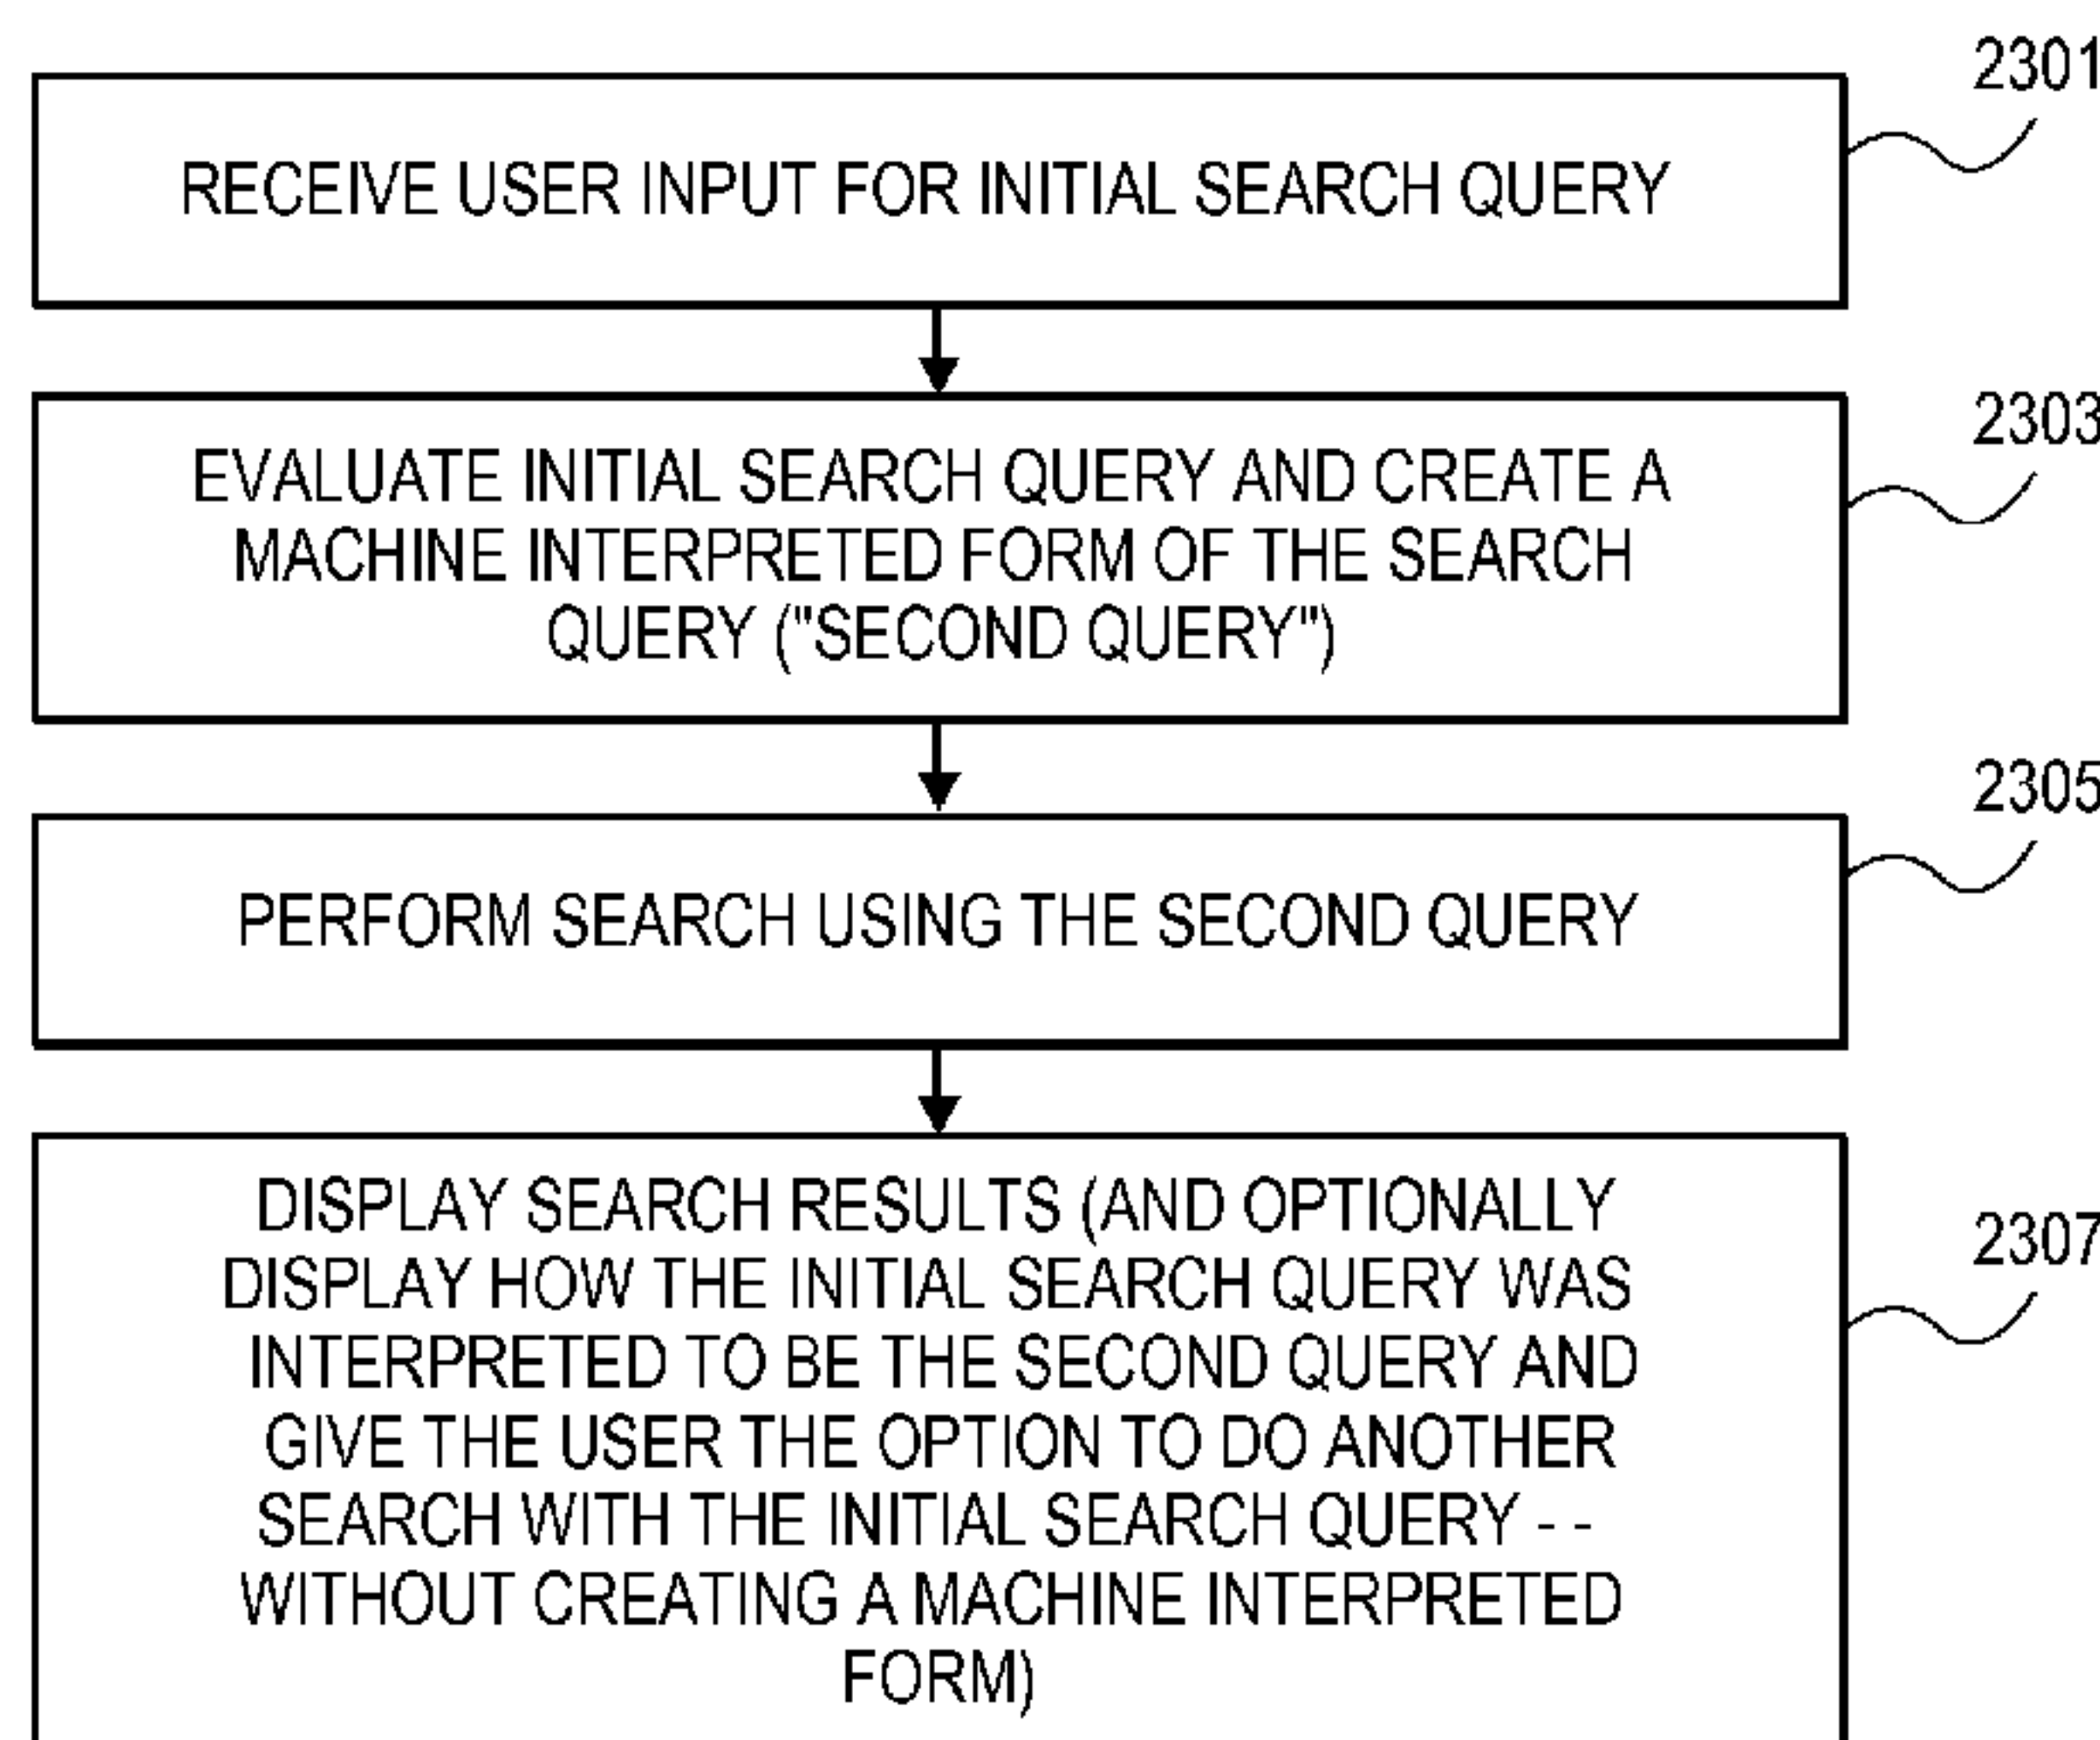 2301
RECEIVE USER INPUT FOR INITIAL SEARCH QUERY
2303
EVALUATE INITIAL SEARCH QUERY AND CREATE A
MACHINE INTERPRETED FORM OF THE SEARCH
QUERY ("SECOND QUERY")
2305
PERFORM SEARCH USING THE SECOND QUERY
2307
DISPLAY SEARCH RESULTS (AND OPTIONALLY
DISPLAY HOW THE INITIAL SEARCH QUERY WAS
INTERPRETED TO BE THE SECOND QUERY AND
GIVE THE USER THE OPTION TO DO ANOTHER
SEARCH WITH THE INITIAL SEARCH QUERY - -
WITHOUT CREATING A MACHINE INTERPRETED
FORM)